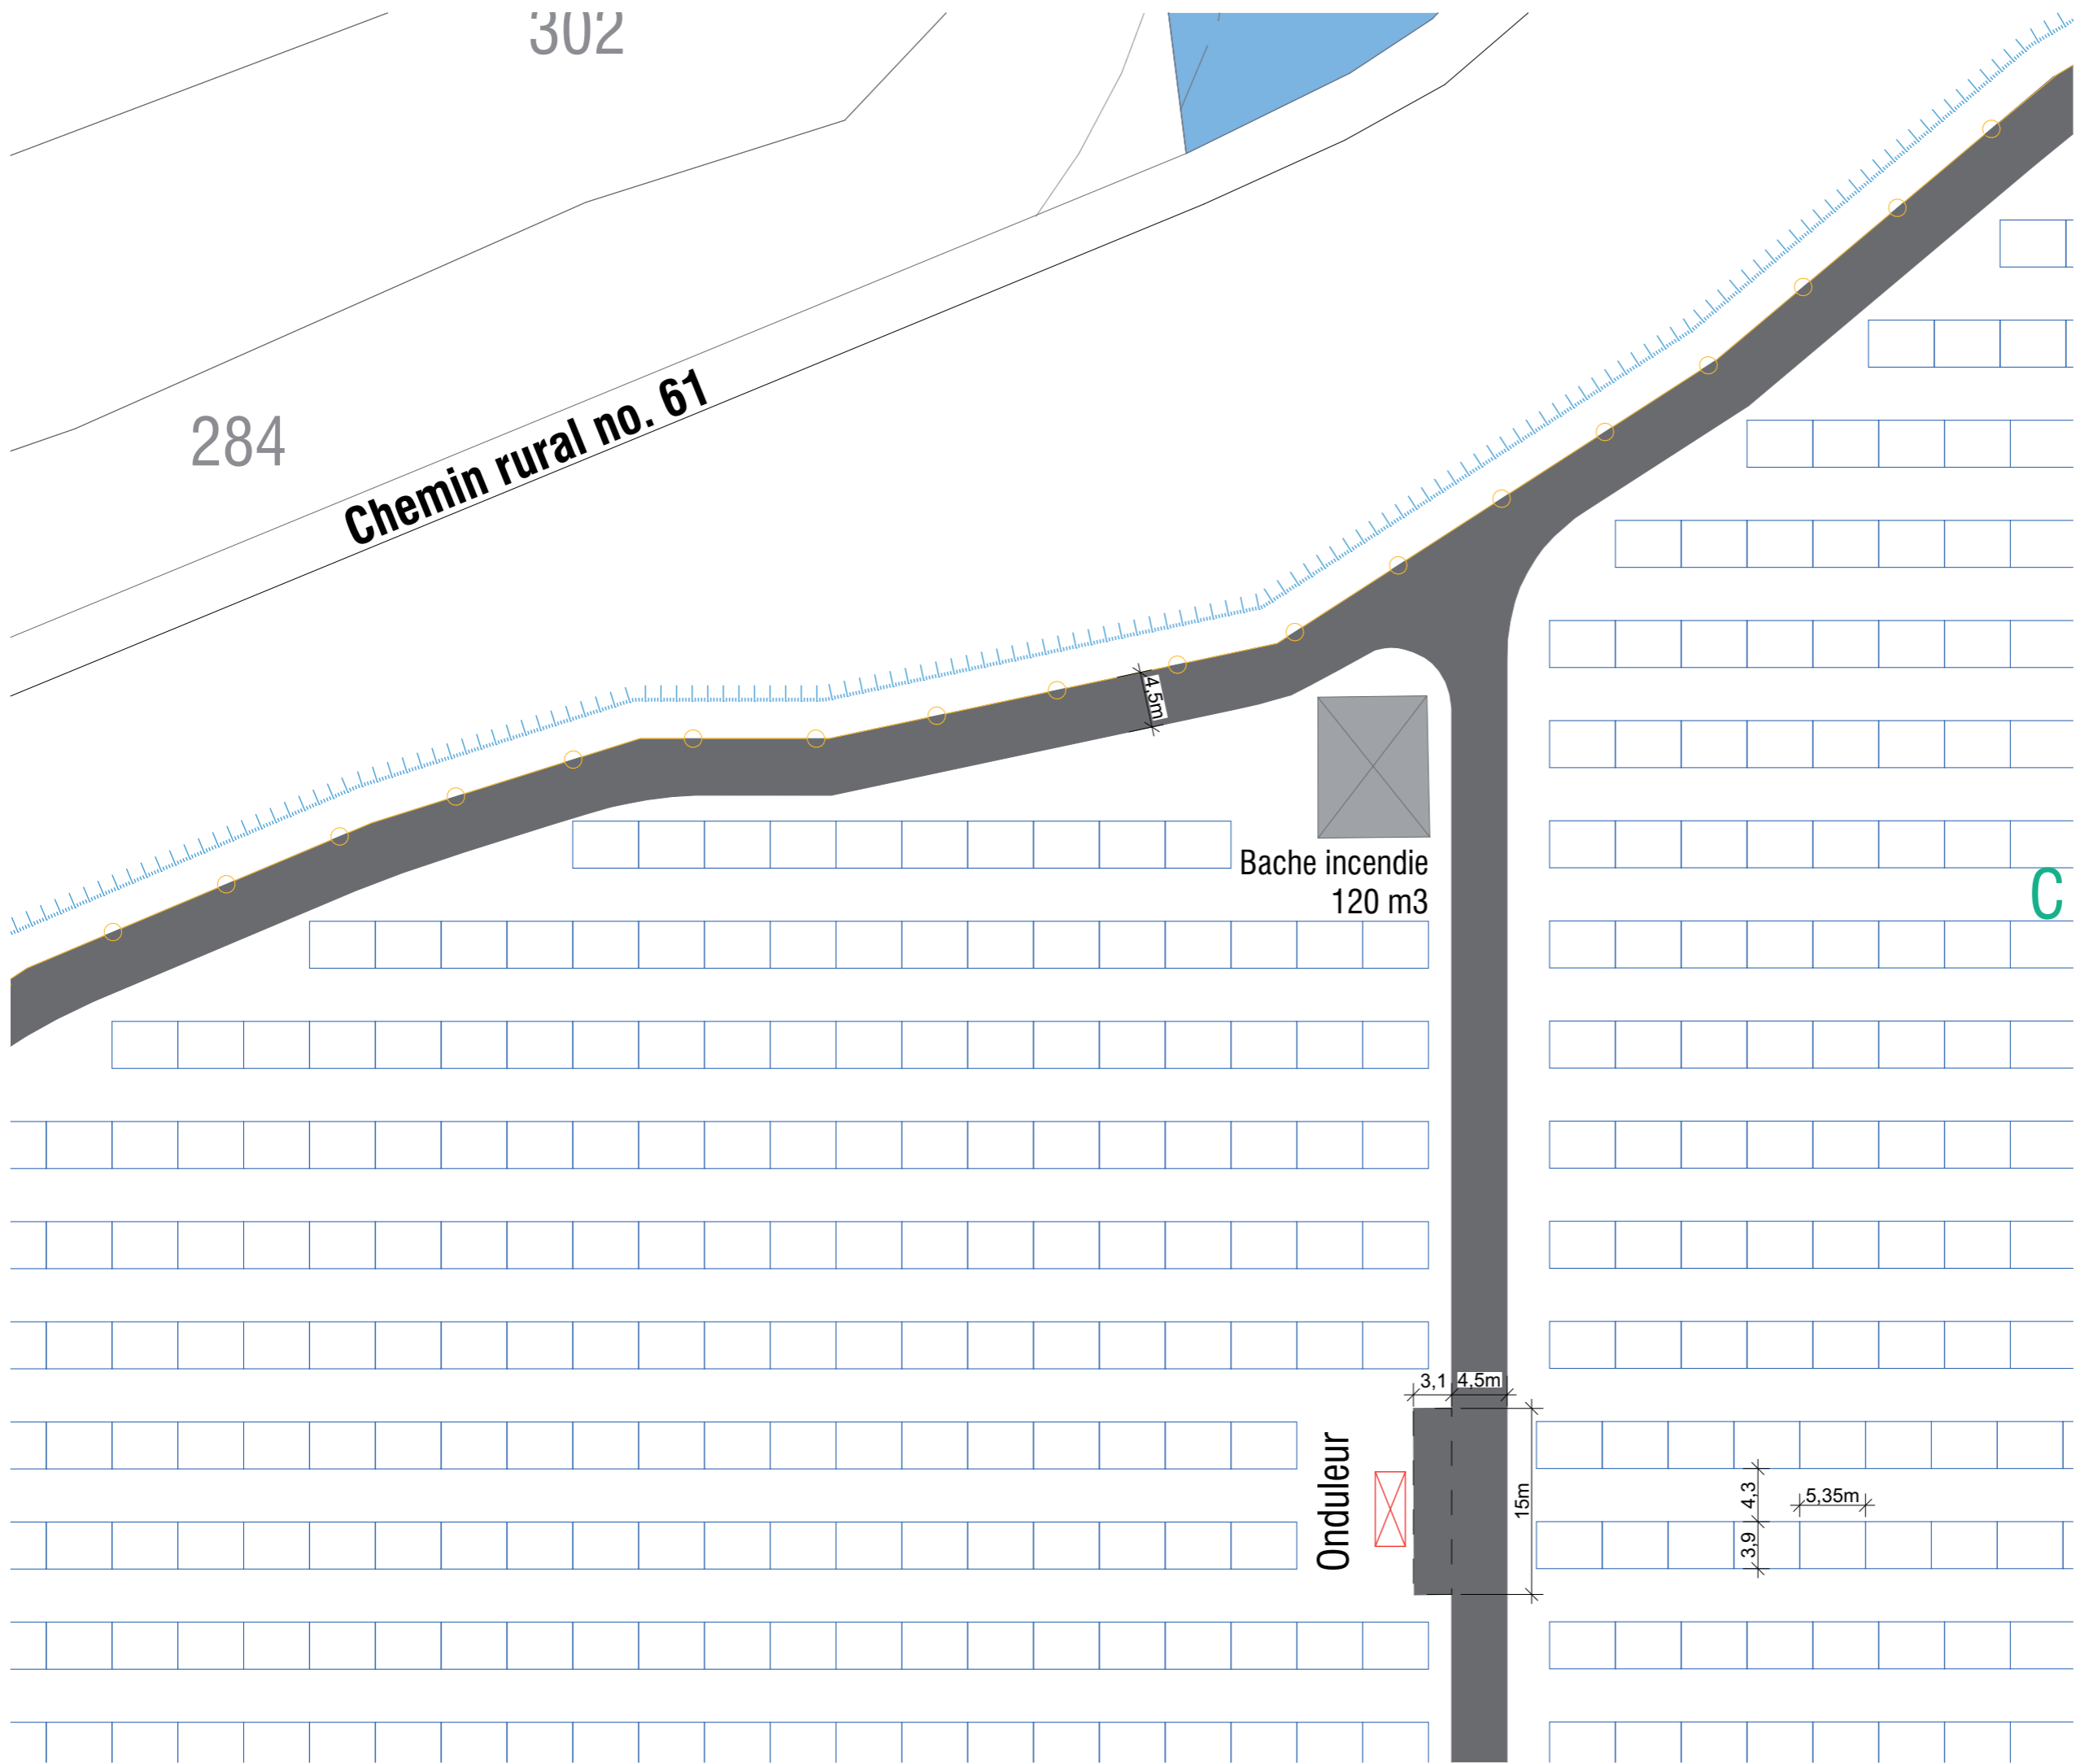 302
284
Chemin rural no. 61
4,5m
Bache incendie
120 m3
C
3,1
4,5m
Onduleur
15m
4,3
5,35m
3,9